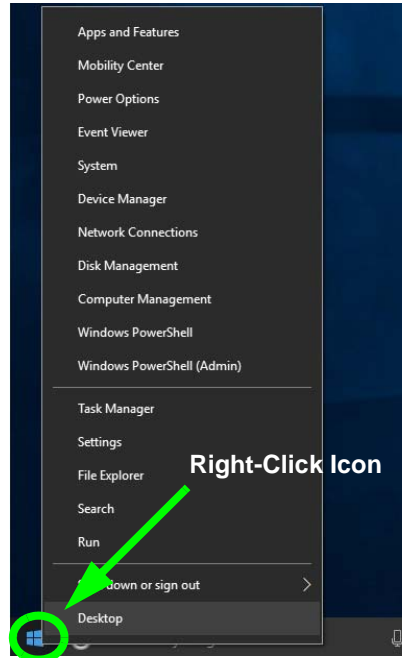 Apps and Features
Mobility Center
Power Options
Event Viewer
System
Device Manager
Network Connections
Disk Management
Computer Management
Windows PowerShell
Windows PowerShell (Admin)
Task Manager
Settings
Right-Click Icon
File Explorer
Search
Run
down or sign out
Desktop